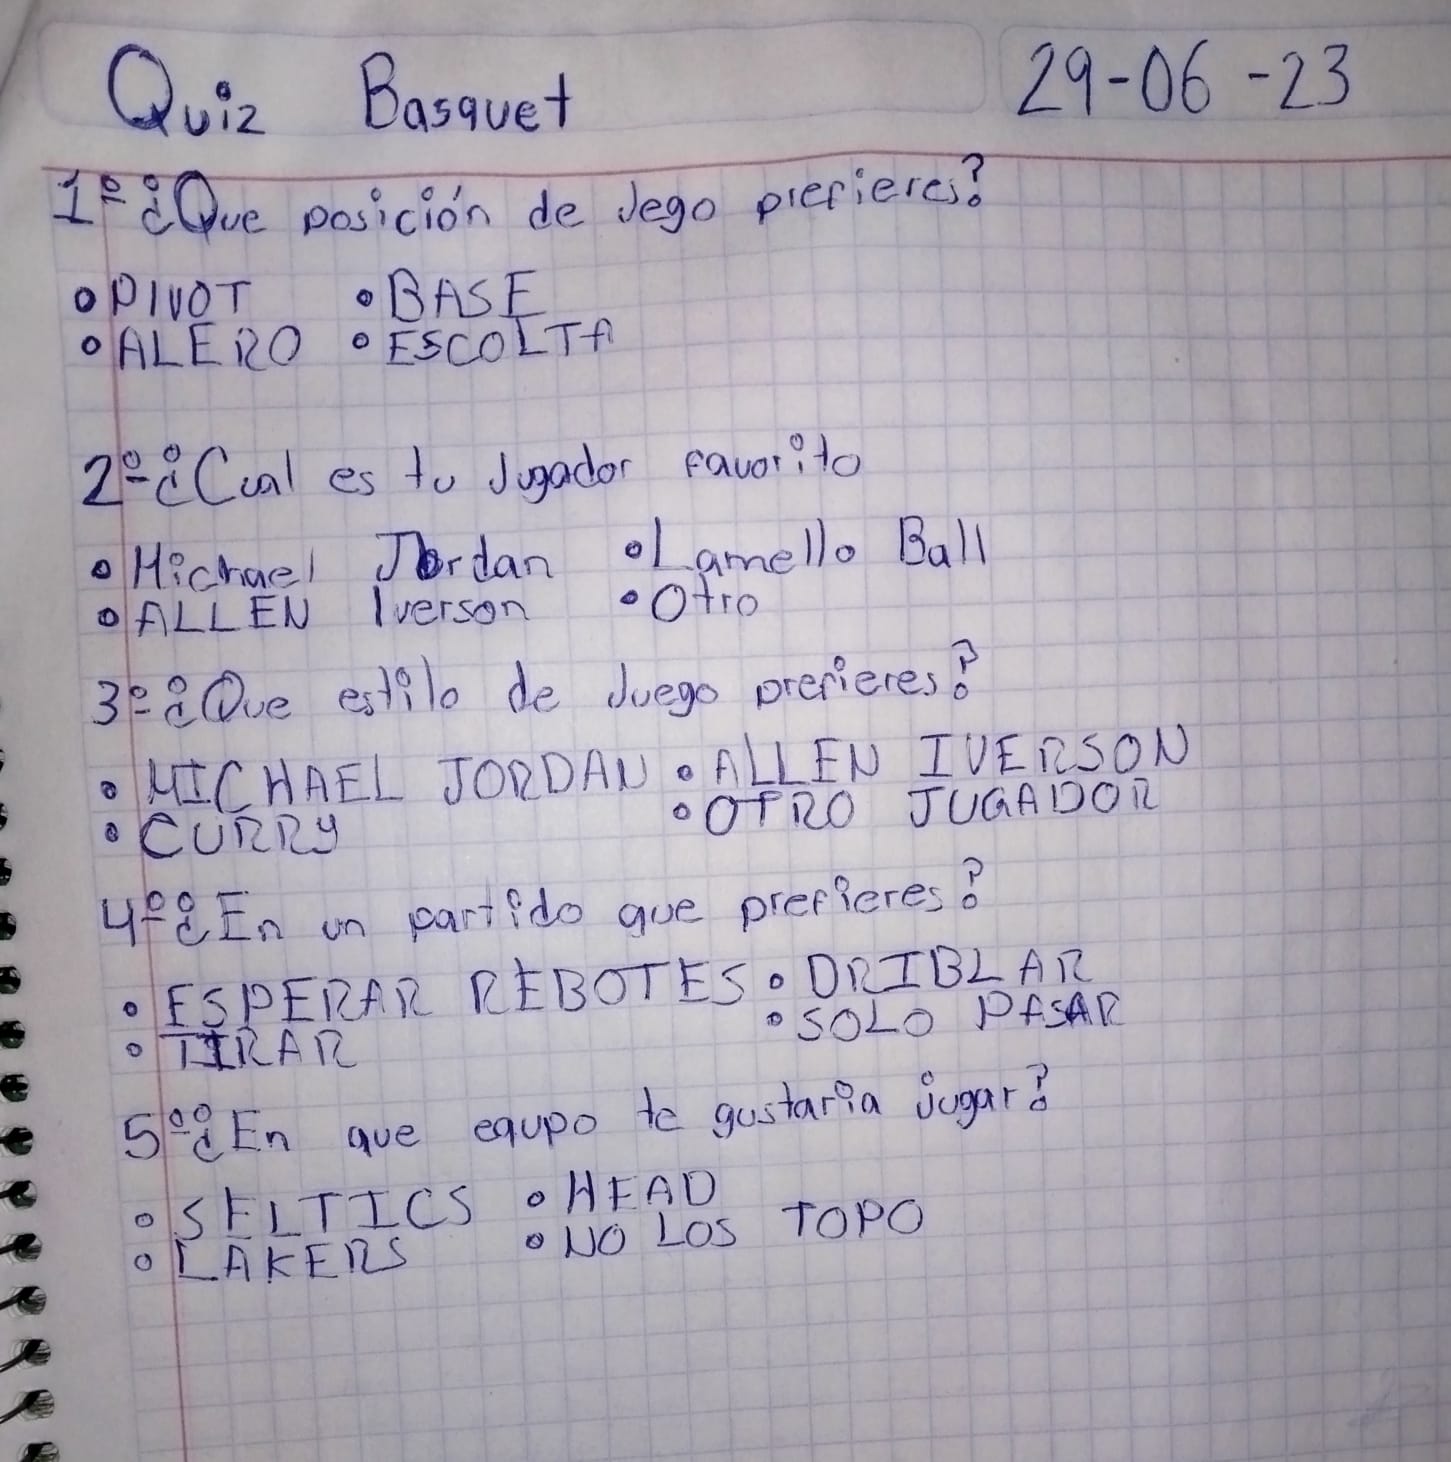 Quiz Basquet 29-06-23
1º ¿Que posición de Jego prefieres?
• PIVOT • BASE
• ALERO • ESCOLTA
2º ¿Cual es tu Jugador favorito
• Michael Jordan • Lamello Ball
• ALLEN Iverson • Otro
3º ¿Que estilo de Juego prefieres?
• MICHAEL JORDAN • ALLEN IVERSON
• CURRY • OTRO JUGADOR
4º ¿En un partido que prefieres?
• ESPERAR REBOTES • DRIBLAR
• TIRAR • SOLO PASAR
5º ¿En que equpo te gustaria jugar?
• SELTICS • HEAD
• LAKERS • NO LOS TOPO